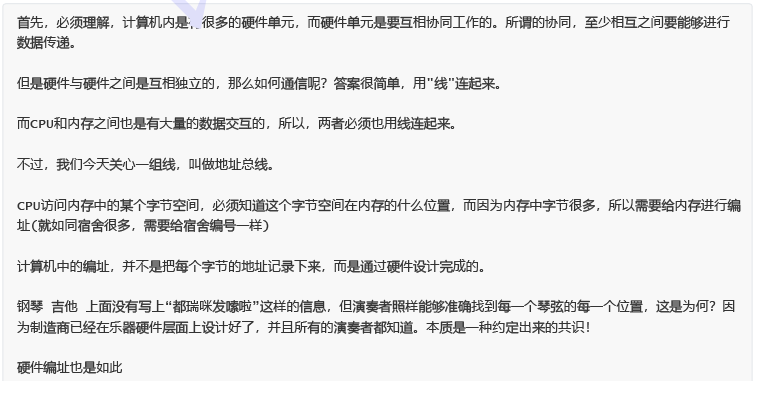 首先，必须理解，计算机内是有很多的硬件单元，而硬件单元是要互相协同工作的。所谓的协同，至少相互之间要能够进行
数据传递。
但是硬件与硬件之间是互相独立的，那么如何通信呢？答案很简单，用"线"连起来。
而CPU和内存之间也是有大量的数据交互的，所以，两者必须也用线连起来。
不过，我们今天关心一组线，叫做地址总线。
CPU访问内存中的某个字节空间，必须知道这个字节空间在内存的什么位置，而因为内存中字节很多，所以需要给内存进行编
址(就如同宿舍很多，需要给宿舍编号一样)
计算机中的编址，并不是把每个字节的地址记录下来，而是通过硬件设计完成的。
钢琴 吉他 上面没有写上“都瑞咪发嗦啦”这样的信息，但演奏者照样能够准确找到每一个琴弦的每一个位置，这是为何？因
为制造商已经在乐器硬件层面上设计好了，并且所有的演奏者都知道。本质是一种约定出来的共识！
硬件编址也是如此